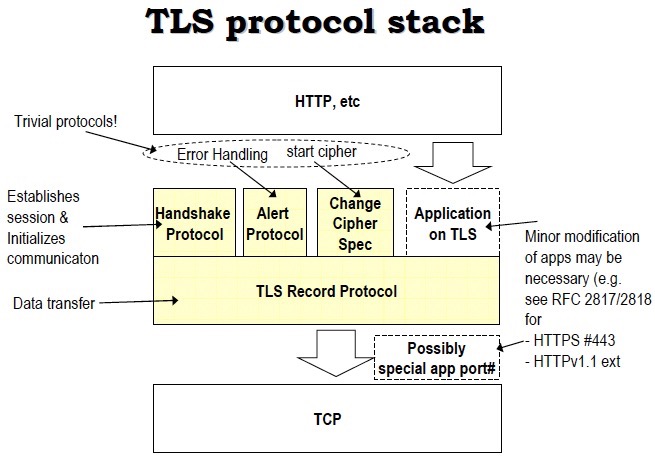 TLS protocol stack
HTTP, etc
Trivial protocols!
Error Handling
start cipher
Establishes
session &
Initializes
communicaton
Handshake
Protocol
Alert
Protocol
Change
Cipher
Spec
Application
on TLS
Minor modification
of apps may be
necessary (e.g.
see RFC 2817/2818
for
- HTTPS #443
- HTTPv1.1 ext
Data transfer
TLS Record Protocol
Possibly
special app port#
TCP